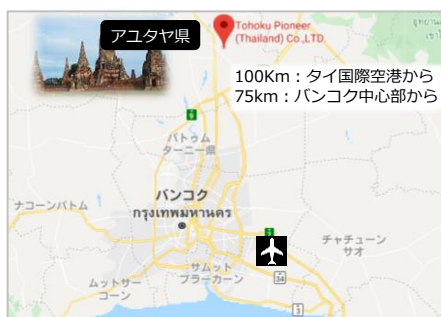 アユタヤ県
Tohoku Pioneer
(Thailand) Co.,LTD.
100Km：タイ国際空港から
75km：バンコク中心部から
9
パトゥム
ターニー県
バンコク
กรุงเทพมหานคร
ナコーンパトム
7
チャチューン
サオ
サムット
プラーカーン
34
ムットサー
コーン
3